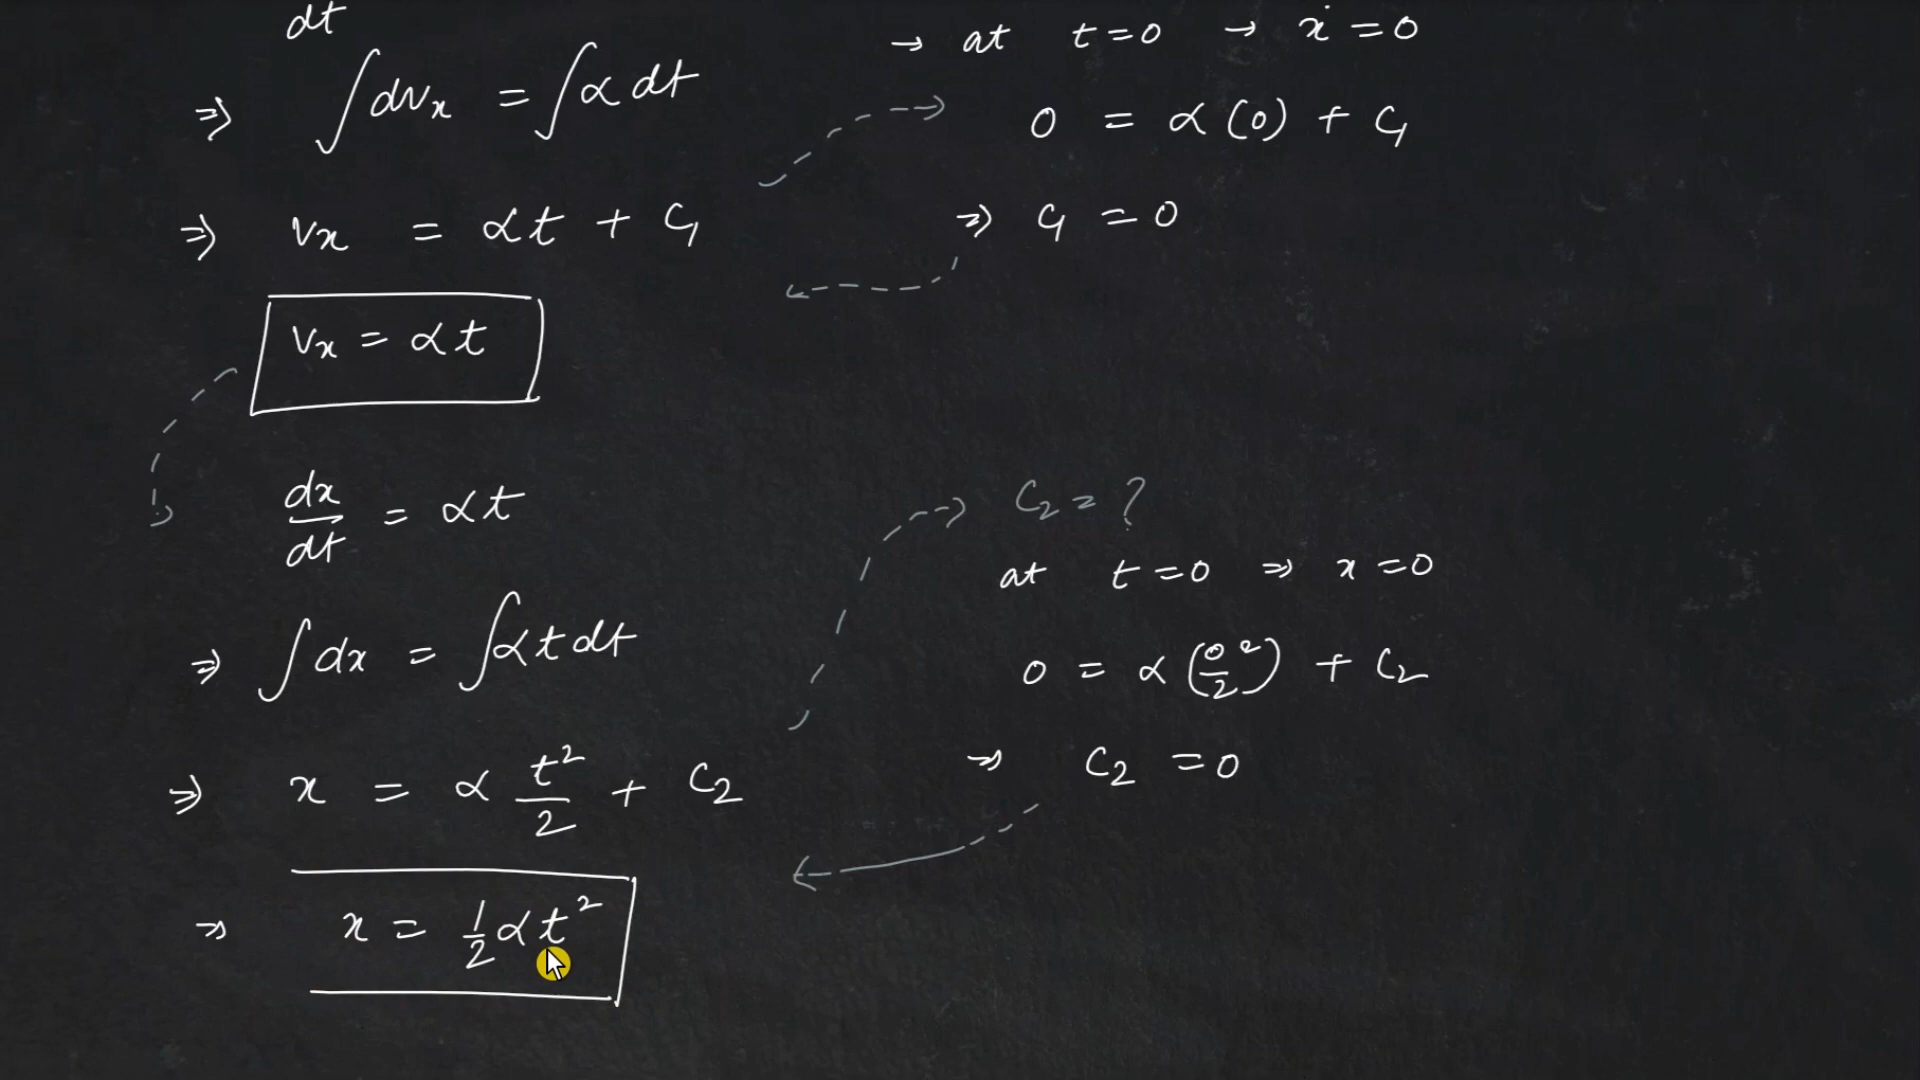 dt
⇒ ∫dvx = ∫α dt
⇒ vx = αt + C1
vx = αt
dx/dt = αt
⇒ ∫dx = ∫αt dt
⇒ x = α t²/2 + C2
⇒ x = ½αt²
→ at t=0 → ẋ = 0
0 = α(0) + C1
⇒ C1 = 0
C2 = ?
at t=0 ⇒ x=0
0 = α(0²/2) + C2
⇒ C2 = 0